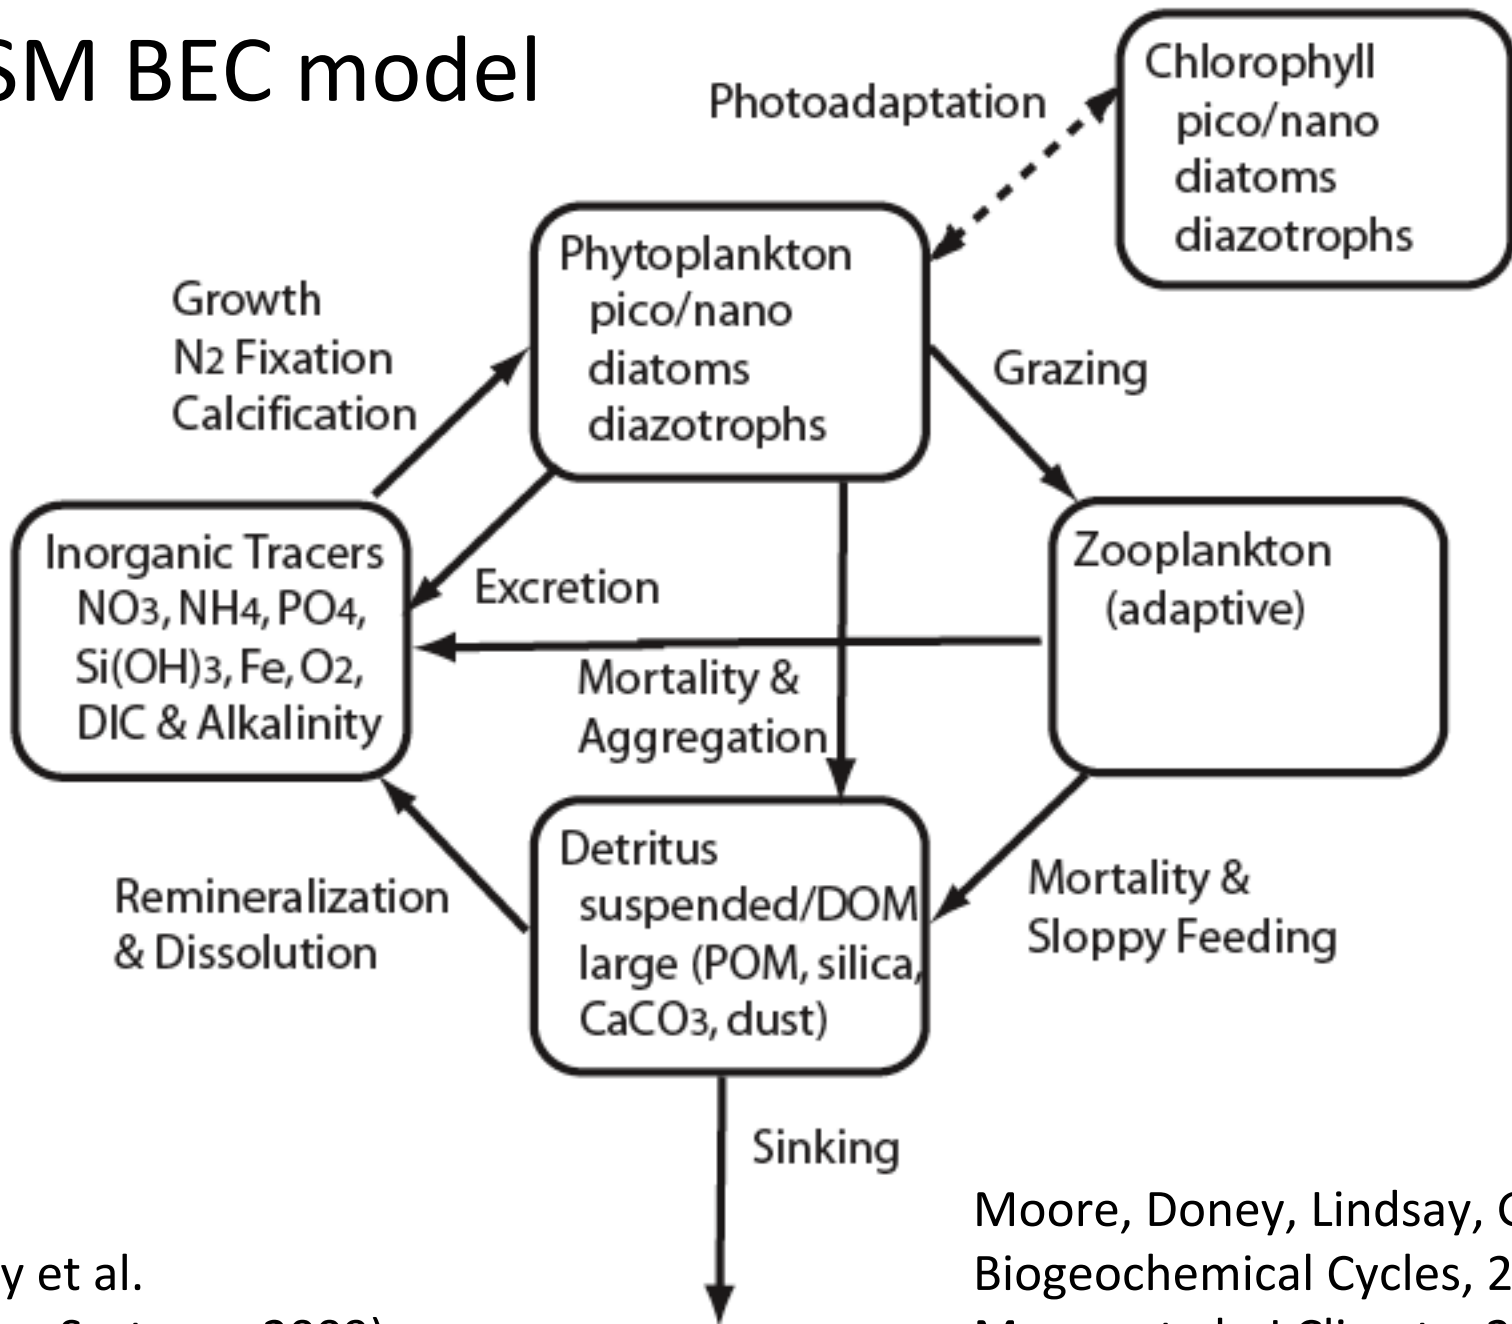 SM BEC model
Photoadaptation
Chlorophyll
pico/nano
diatoms
diazotrophs
Phytoplankton
pico/nano
diatoms
diazotrophs
Growth
N2 Fixation
Calcification
Grazing
Inorganic Tracers
NO3, NH4, PO4,
Si(OH)3, Fe, O2,
DIC & Alkalinity
Excretion
Zooplankton
(adaptive)
Mortality &
Aggregation
Detritus
suspended/DOM
large (POM, silica,
CaCO3, dust)
Remineralization
& Dissolution
Mortality &
Sloppy Feeding
Sinking
Moore, Doney, Lindsay,
Biogeochemical Cycles, 2
y et al.